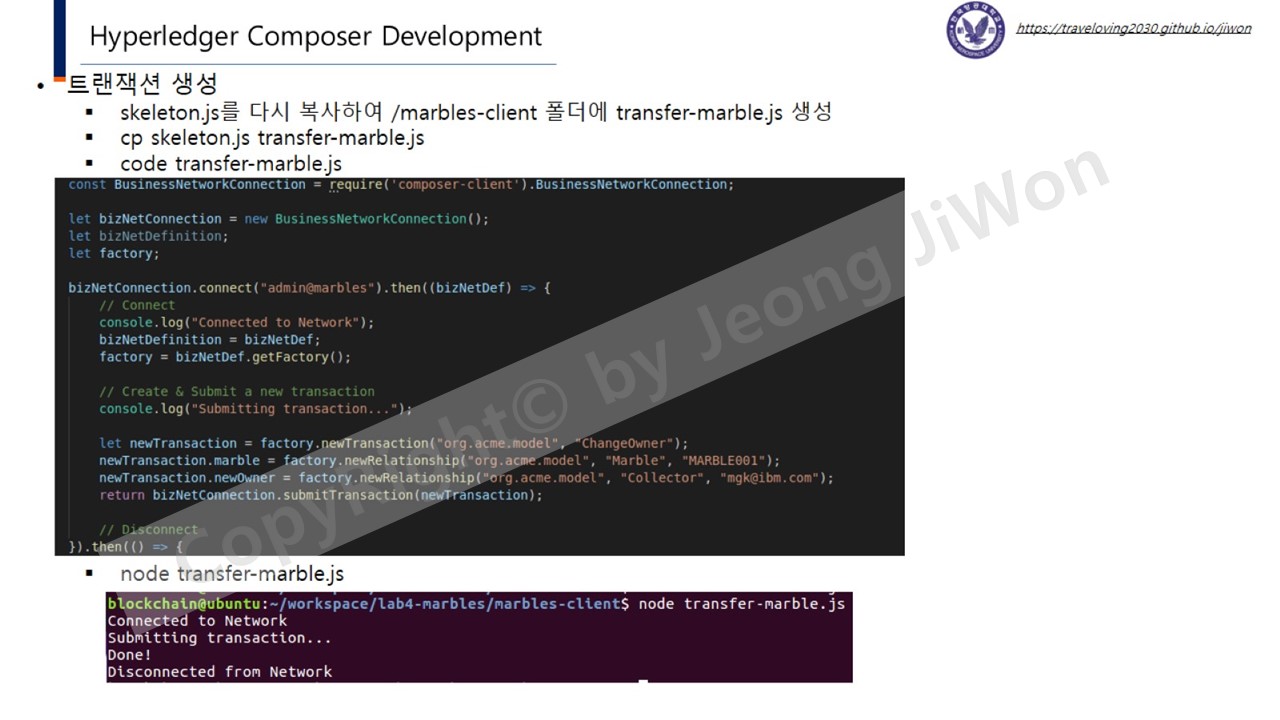 Hyperledger Composer Development
https://traveloving2030.github.io/jiwon
• 트랜잭션 생성
▪ skeleton.js를 다시 복사하여 /marbles-client 폴더에 transfer-marble.js 생성
▪ cp skeleton.js transfer-marble.js
▪ code transfer-marble.js
const BusinessNetworkConnection = require('composer-client').BusinessNetworkConnection;
let bizNetConnection = new BusinessNetworkConnection();
let bizNetDefinition;
let factory;
bizNetConnection.connect("admin@marbles").then((bizNetDef) => {
// Connect
console.log("Connected to Network");
bizNetDefinition = bizNetDef;
factory = bizNetDef.getFactory();
// Create & Submit a new transaction
console.log("Submitting transaction...");
let newTransaction = factory.newTransaction("org.acme.model", "ChangeOwner");
newTransaction.marble = factory.newRelationship("org.acme.model", "Marble", "MARBLE001");
newTransaction.newOwner = factory.newRelationship("org.acme.model", "Collector", "mgk@ibm.com");
return bizNetConnection.submitTransaction(newTransaction);
// Disconnect
}).then(() => {
▪ node transfer-marble.js
blockchain@ubuntu:~/workspace/lab4-marbles/marbles-client$ node transfer-marble.js
Connected to Network
Submitting transaction...
Done!
Disconnected from Network
CopyRight© by Jeong JiWon